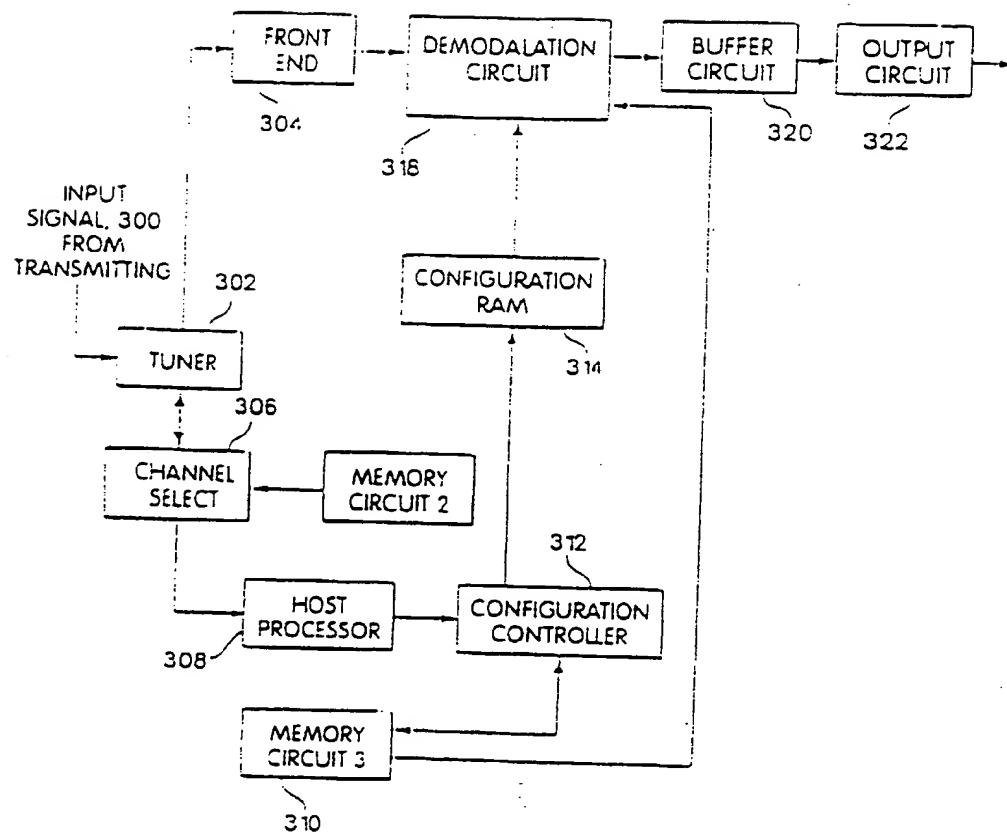 FRONT
END
304
DEMODALATION
CIRCUIT
318
BUFFER
CIRCUIT
320
OUTPUT
CIRCUIT
322
INPUT
SIGNAL, 300
FROM
TRANSMITTING
302
TUNER
CONFIGURATION
RAM
314
306
CHANNEL
SELECT
MEMORY
CIRCUIT 2
312
HOST
PROCESSOR
308
CONFIGURATION
CONTROLLER
MEMORY
CIRCUIT 3
310